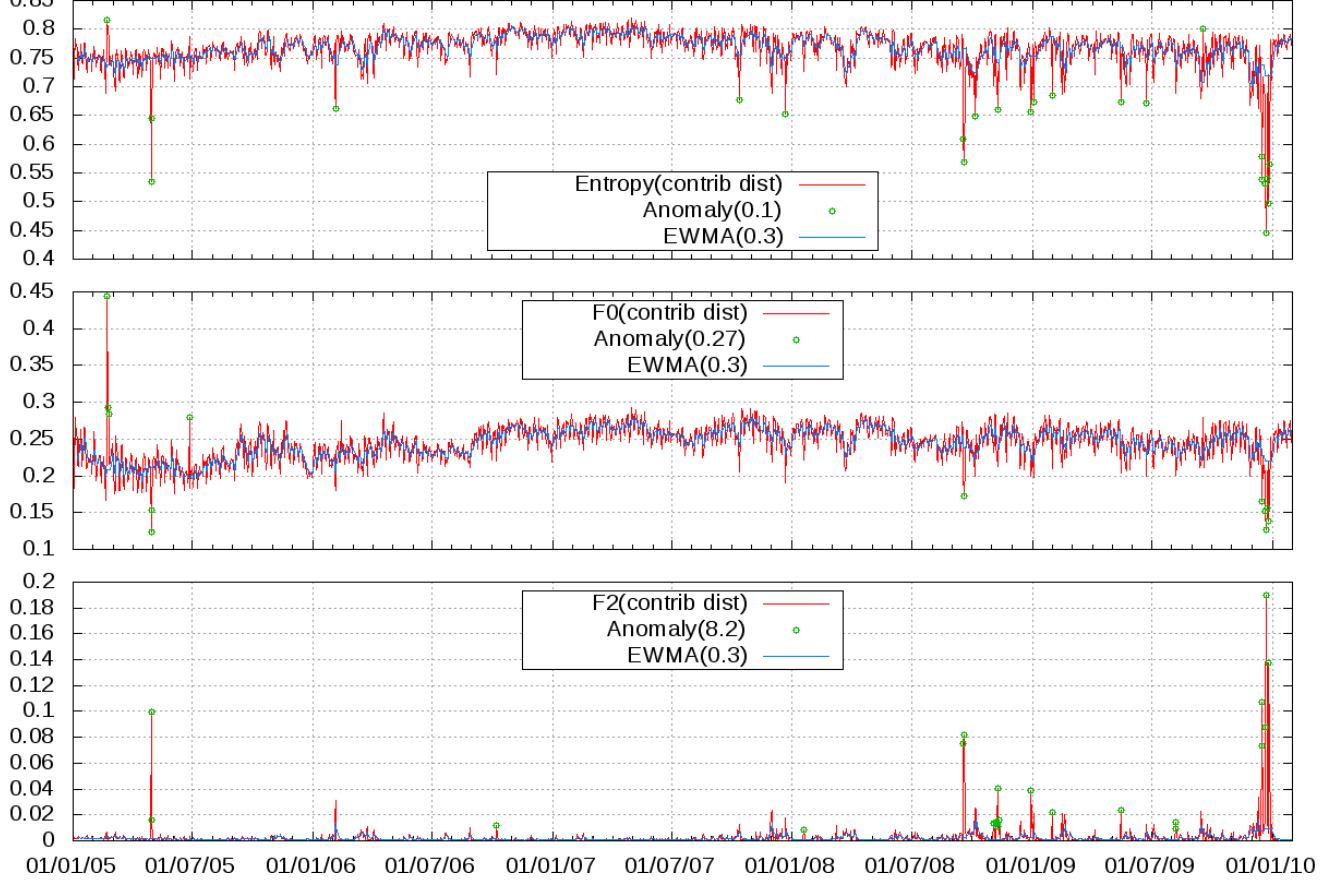 0.85
0.8
0.75
0.7
0.65
0.6
0.55
0.5
0.45
0.4
Entropy(contrib dist)
Anomaly(0.1)
EWMA(0.3)
0.45
0.4
0.35
0.3
0.25
0.2
0.15
0.1
F0(contrib dist)
Anomaly(0.27)
EWMA(0.3)
0.2
0.18
0.16
0.14
0.12
0.1
0.08
0.06
0.04
0.02
0
F2(contrib dist)
Anomaly(8.2)
EWMA(0.3)
01/01/05 01/07/05 01/01/06 01/07/06 01/01/07 01/07/07 01/01/08 01/07/08 01/01/09 01/07/09 01/01/10